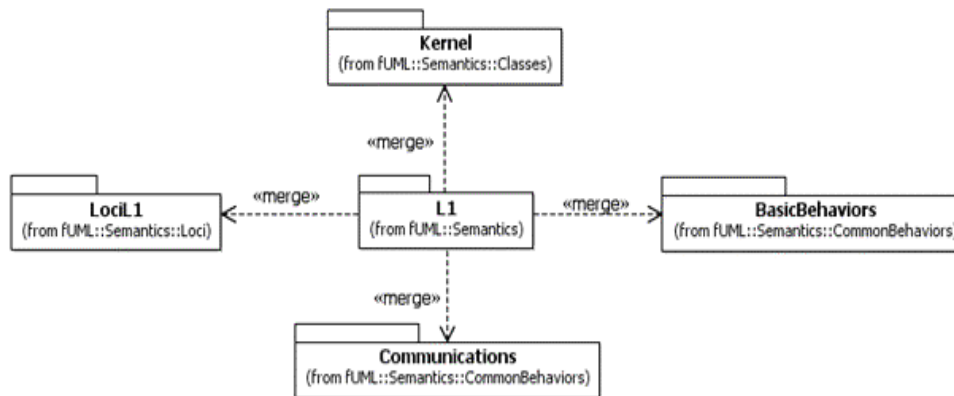 Kernel
(from fUML::Semantics::Classes)
«merge»
«merge»
«merge»
LociL1
(from fUML::Semantics::Loci)
L1
(from fUML::Semantics)
BasicBehaviors
(from fUML::Semantics::CommonBehaviors)
«merge»
Communications
(from fUML::Semantics::CommonBehaviors)